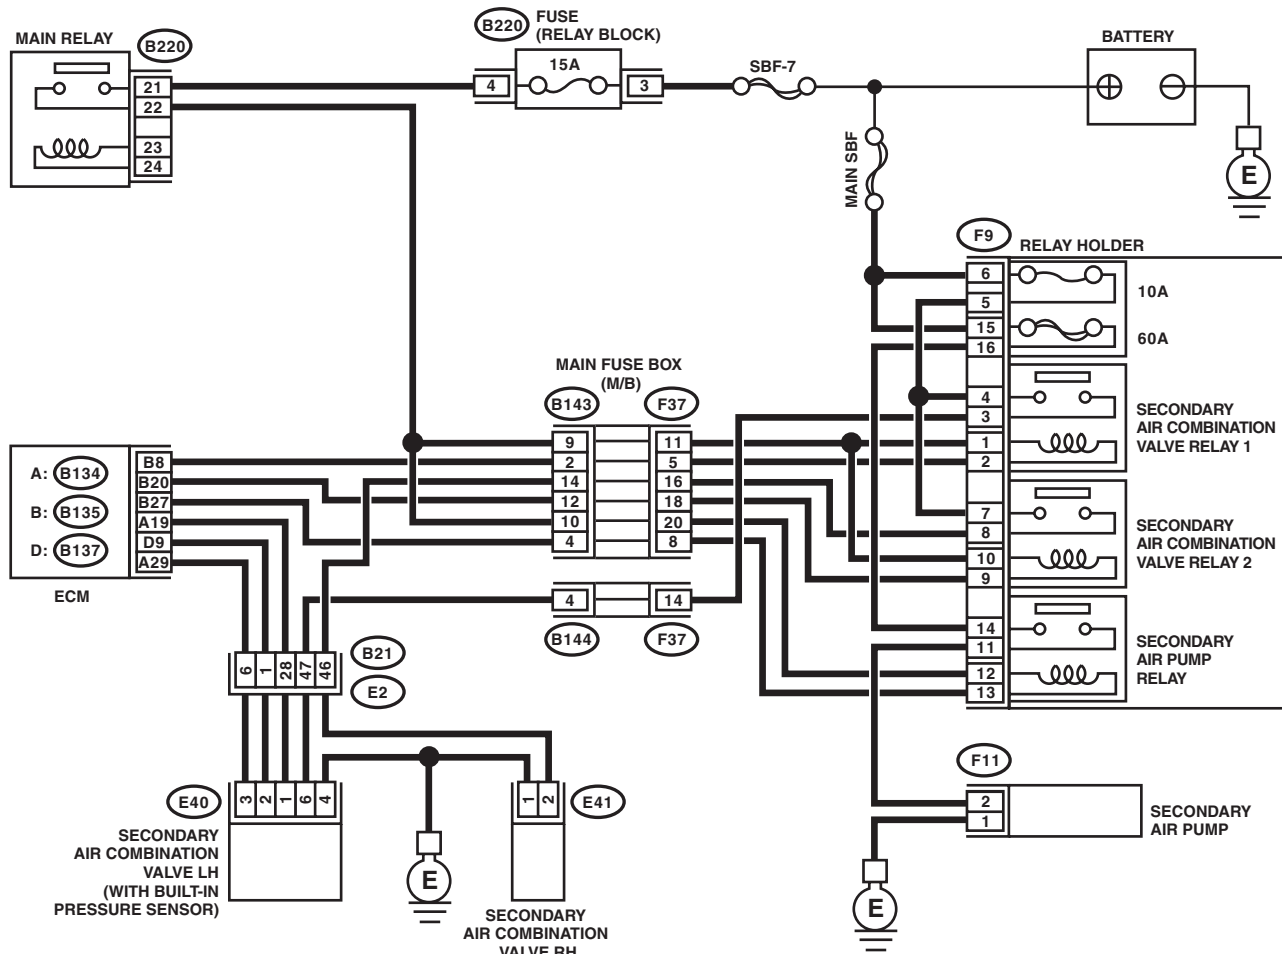 MAIN RELAY
B220
21
22
23
24
B220
FUSE
(RELAY BLOCK)
15A
4
3
SBF-7
BATTERY
E
MAIN SBF
F9
RELAY HOLDER
6
5
15
16
4
3
1
2
7
8
10
9
14
11
12
13
10A
60A
SECONDARY
AIR COMBINATION
VALVE RELAY 1
SECONDARY
AIR COMBINATION
VALVE RELAY 2
SECONDARY
AIR PUMP
RELAY
MAIN FUSE BOX
(M/B)
B143
F37
9
11
2
5
14
16
12
18
10
20
4
8
4
14
B144
F37
A: B134
B: B135
D: B137
B8
B20
B27
A19
D9
A29
ECM
6
1
28
47
46
B21
E2
E40
3
2
1
6
4
SECONDARY
AIR COMBINATION
VALVE LH
(WITH BUILT-IN
PRESSURE SENSOR)
E
1
2
E41
SECONDARY
AIR COMBINATION
VALVE RH
F11
2
1
SECONDARY
AIR PUMP
E